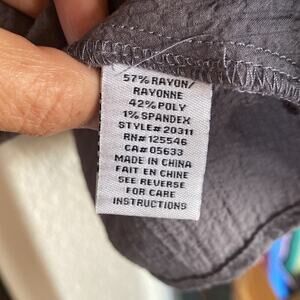 57% RAYON/
RAYONNE
42% POLY
1% SPANDEX
STYLE# 20311
RN# 125546
CA# 05633
MADE IN CHINA
FAIT EN CHINE
SEE REVERSE
FOR CARE
INSTRUCTIONS